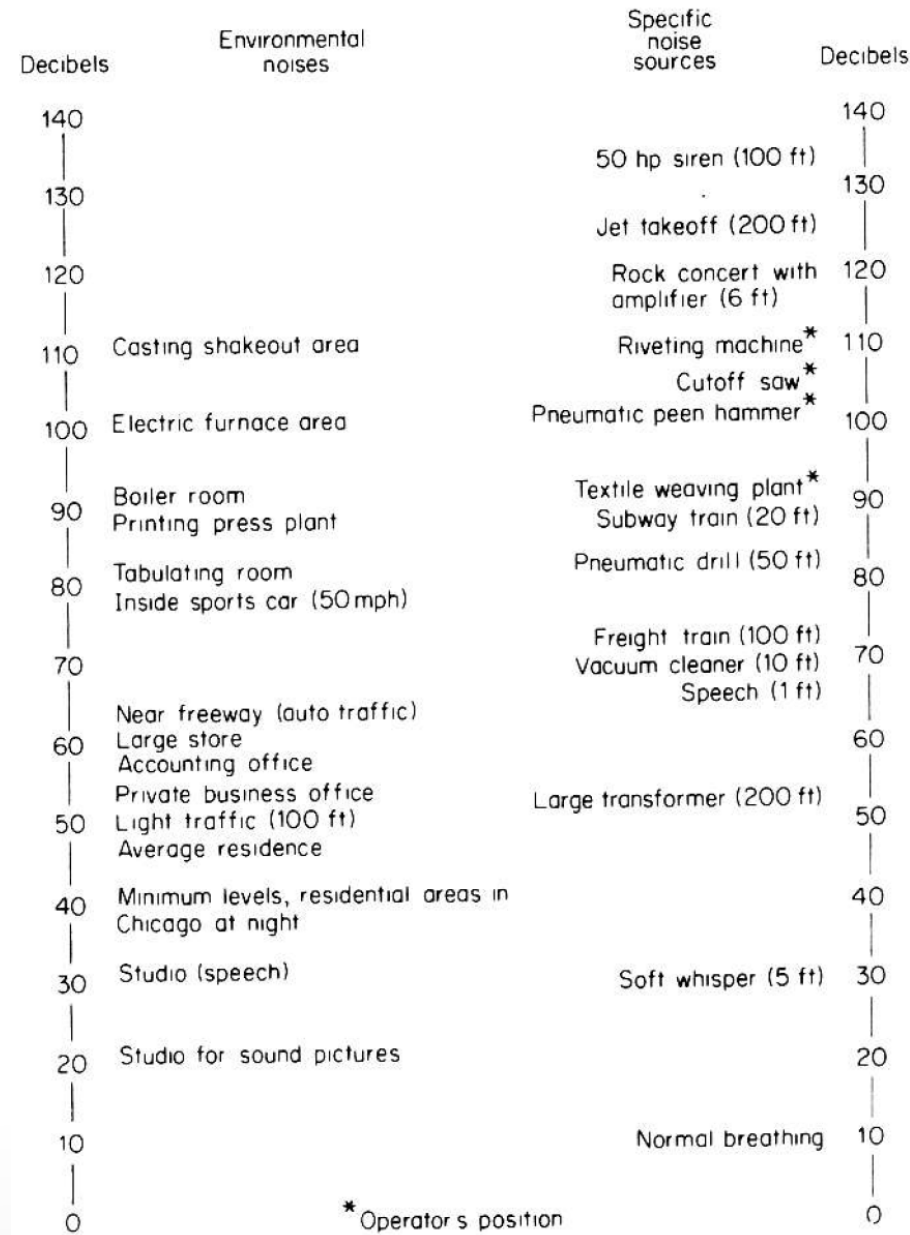 Decibels
Environmental
noises
Specific
noise
sources
Decibels
140
140
50 hp siren (100 ft)
130
130
Jet takeoff (200 ft)
120
Rock concert with
amplifier (6 ft)
120
110
Casting shakeout area
Riveting machine*
110
Cutoff saw*
100
Electric furnace area
Pneumatic peen hammer*
100
90
Boiler room
Printing press plant
Textile weaving plant*
Subway train (20 ft)
90
80
Tabulating room
Inside sports car (50 mph)
Pneumatic drill (50 ft)
80
70
Freight train (100 ft)
Vacuum cleaner (10 ft)
Speech (1 ft)
70
60
Near freeway (auto traffic)
Large store
Accounting office
60
50
Private business office
Light traffic (100 ft)
Average residence
Large transformer (200 ft)
50
40
Minimum levels, residential areas in
Chicago at night
40
30
Studio (speech)
Soft whisper (5 ft)
30
20
Studio for sound pictures
20
10
Normal breathing
10
0
*Operator s position
0